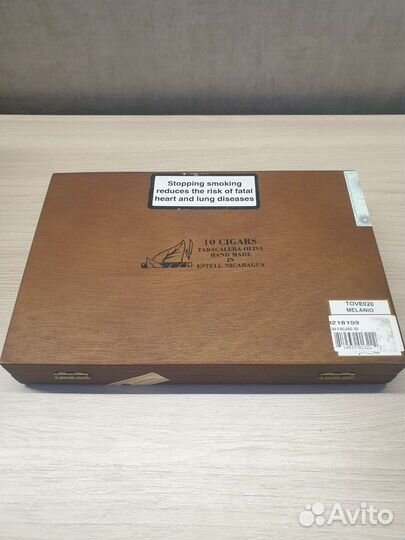 Stopping smoking
reduces the risk of fatal
heart and lung diseases
10 CIGARS
TABACALERA OLIVA
HAND MADE
IN
ESTELI, NICARAGUA
TOVE020
MELANIO
0218159
Avito